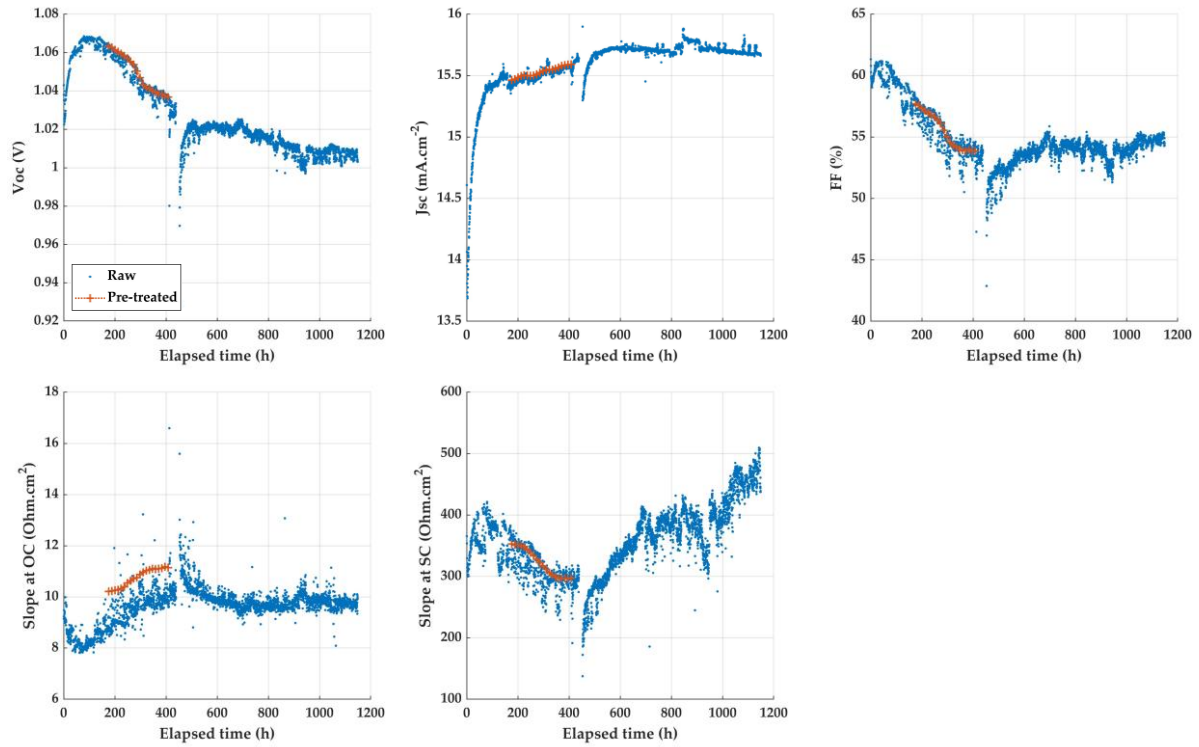 1.08
1.06
1.04
1.02
1
0.98
0.96
0.94
0.92
Voc (V)
Raw
Pre-treated
0 200 400 600 800 1000 1200
Elapsed time (h)
16
15.5
15
14.5
14
13.5
Jsc (mA.cm⁻²)
0 200 400 600 800 1000 1200
Elapsed time (h)
65
60
55
50
45
40
FF (%)
0 200 400 600 800 1000 1200
Elapsed time (h)
18
16
14
12
10
8
6
Slope at OC (Ohm.cm²)
0 200 400 600 800 1000 1200
Elapsed time (h)
600
500
400
300
200
100
Slope at SC (Ohm.cm²)
0 200 400 600 800 1000 1200
Elapsed time (h)